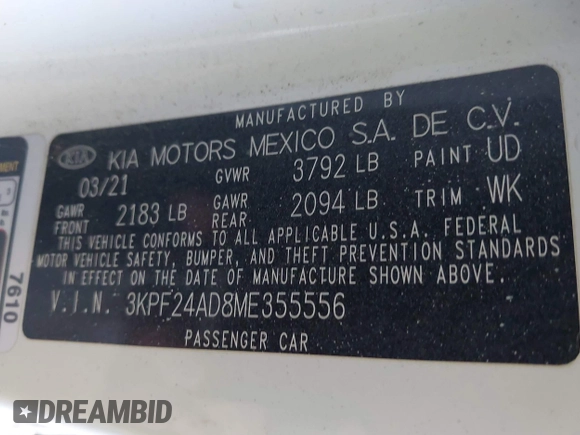 MANUFACTURED BY
KIA KIA MOTORS MEXICO S.A. DE C.V.
03/21 GVWR 3792 LB PAINT UD
GAWR FRONT 2183 LB GAWR REAR 2094 LB TRIM WK
THIS VEHICLE CONFORMS TO ALL APPLICABLE U.S.A. FEDERAL
MOTOR VEHICLE SAFETY, BUMPER, AND THEFT PREVENTION STANDARDS
IN EFFECT ON THE DATE OF MANUFACTURE SHOWN ABOVE.
V.I.N. 3KPF24AD8ME355556
PASSENGER CAR
7610
DREAMBID